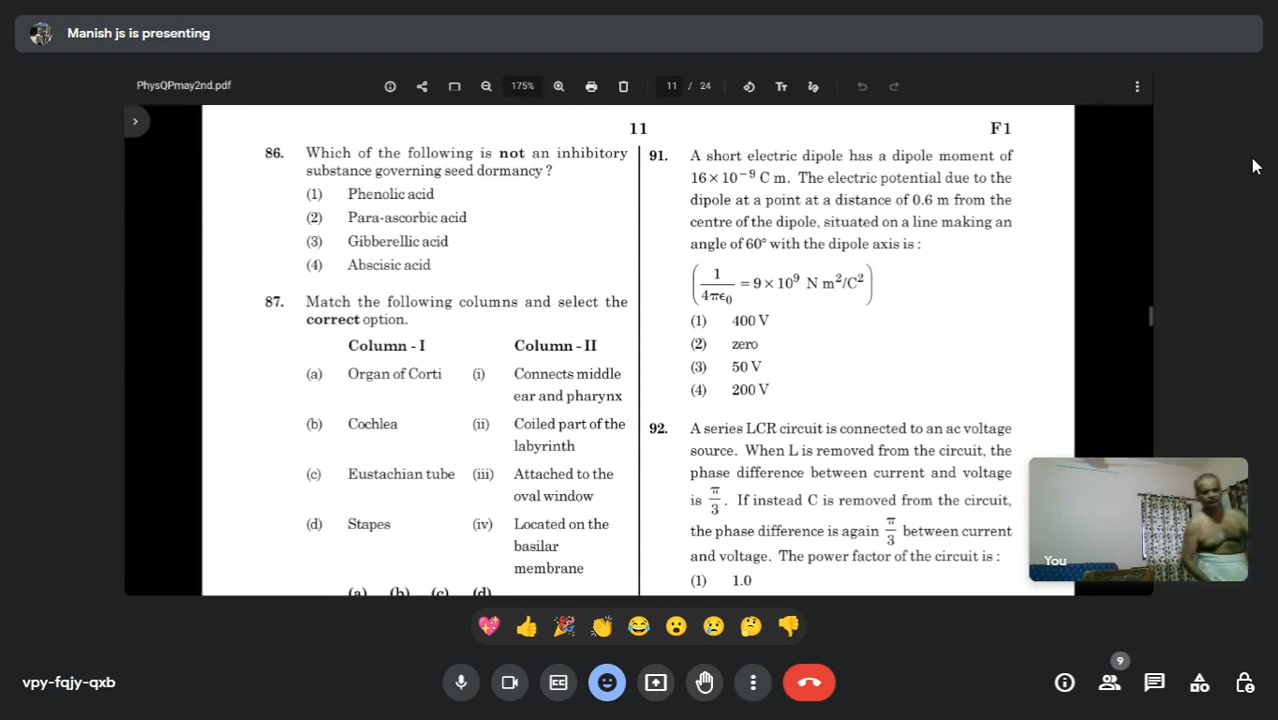 Manish js is presenting
PhysQPmay2nd.pdf
175%
11 / 24
11
F1
86. Which of the following is not an inhibitory
substance governing seed dormancy ?
(1) Phenolic acid
(2) Para-ascorbic acid
(3) Gibberellic acid
(4) Abscisic acid
87. Match the following columns and select the
correct option.
Column - I Column - II
(a) Organ of Corti (i) Connects middle
ear and pharynx
(b) Cochlea (ii) Coiled part of the
labyrinth
(c) Eustachian tube (iii) Attached to the
oval window
(d) Stapes (iv) Located on the
basilar
membrane
(a) (b) (c) (d)
91. A short electric dipole has a dipole moment of
16 × 10⁻⁹ C m. The electric potential due to the
dipole at a point at a distance of 0.6 m from the
centre of the dipole, situated on a line making an
angle of 60° with the dipole axis is :
(1/4πϵ₀ = 9 × 10⁹ N m²/C²)
(1) 400 V
(2) zero
(3) 50 V
(4) 200 V
92. A series LCR circuit is connected to an ac voltage
source. When L is removed from the circuit, the
phase difference between current and voltage
is π/3. If instead C is removed from the circuit,
the phase difference is again π/3 between current
and voltage. The power factor of the circuit is :
(1) 1.0
You
vpy-fqjy-qxb
9